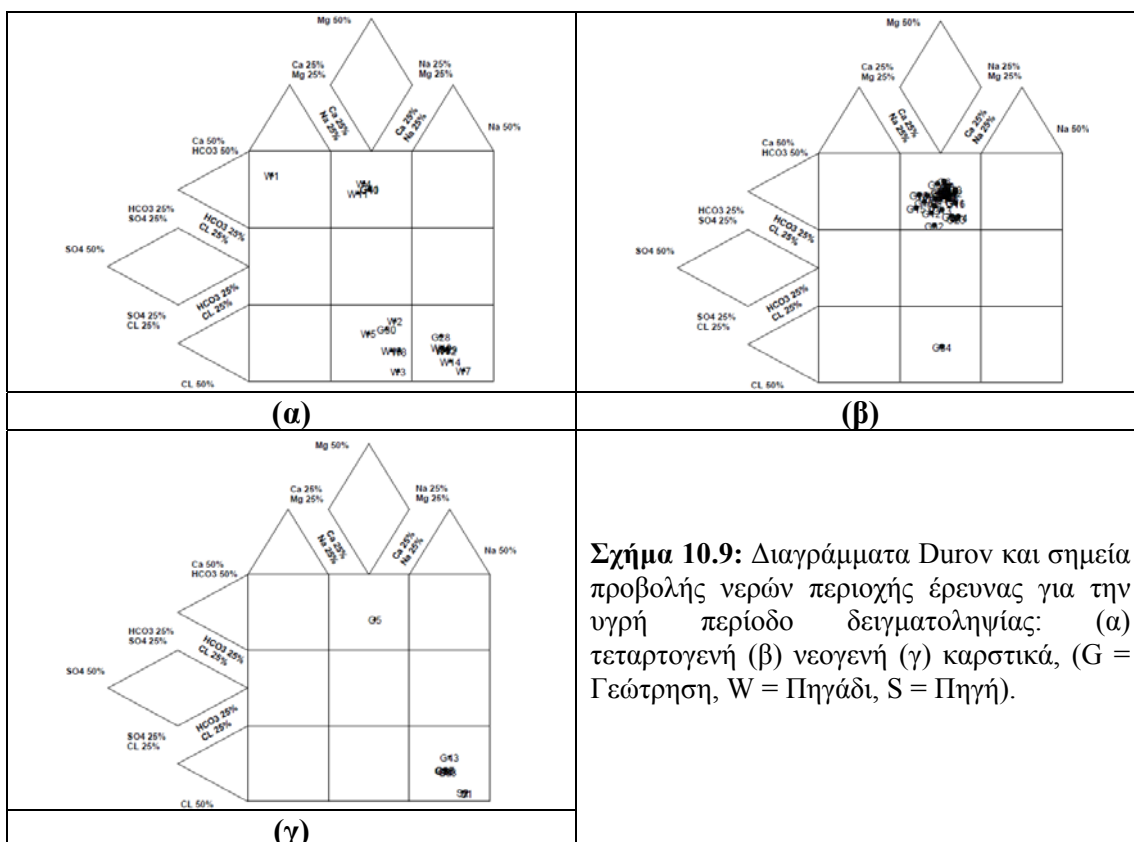 Mg 50%
Ca 25%
Mg 25%
Na 25%
Mg 25%
Ca 25%
Na 25%
Ca 25%
Na 25%
Na 50%
Ca 50%
HCO3 50%
HCO3 25%
SO4 25%
HCO3 25%
CL 25%
SO4 50%
HCO3 25%
CL 25%
SO4 25%
CL 25%
CL 50%
W1
W11
W2
G30
W5
G28
W3
W14
W7
(α)
Mg 50%
Ca 25%
Mg 25%
Na 25%
Mg 25%
Ca 25%
Na 25%
Ca 25%
Na 25%
Na 50%
Ca 50%
HCO3 50%
HCO3 25%
SO4 25%
HCO3 25%
CL 25%
SO4 50%
HCO3 25%
CL 25%
SO4 25%
CL 25%
CL 50%
(β)
Mg 50%
Ca 25%
Mg 25%
Na 25%
Mg 25%
Ca 25%
Na 25%
Ca 25%
Na 25%
Na 50%
Ca 50%
HCO3 50%
G5
HCO3 25%
SO4 25%
HCO3 25%
CL 25%
SO4 50%
HCO3 25%
CL 25%
SO4 25%
CL 25%
CL 50%
(γ)
Σχήμα 10.9: Διαγράμματα Durov και σημεία
προβολής νερών περιοχής έρευνας για την
υγρή περίοδο δειγματοληψίας: (α)
τεταρτογενή (β) νεογενή (γ) καρστικά, (G =
Γεώτρηση, W = Πηγάδι, S = Πηγή).